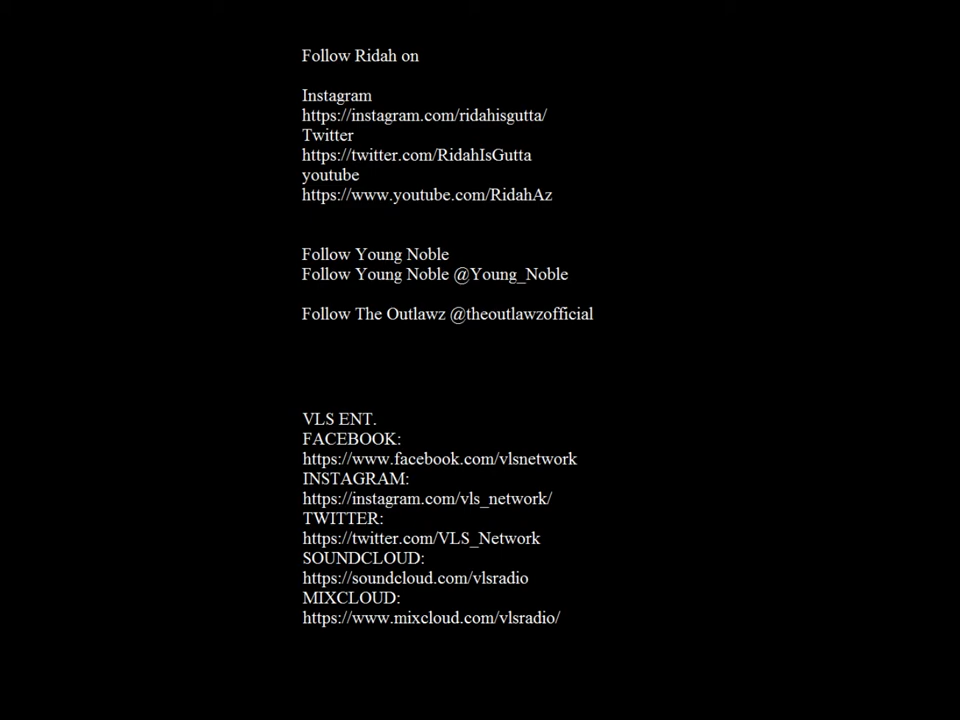 Follow Ridah on
Instagram
https://instagram.com/ridahisgutta/
Twitter
https://twitter.com/RidahIsGutta
youtube
https://www.youtube.com/RidahAz
Follow Young Noble
Follow Young Noble @Young_Noble
Follow The Outlawz @theoutlawzofficial
VLS ENT.
FACEBOOK:
https://www.facebook.com/vlsnetwork
INSTAGRAM:
https://instagram.com/vls_network/
TWITTER:
https://twitter.com/VLS_Network
SOUNDCLOUD:
https://soundcloud.com/vlsradio
MIXCLOUD:
https://www.mixcloud.com/vlsradio/